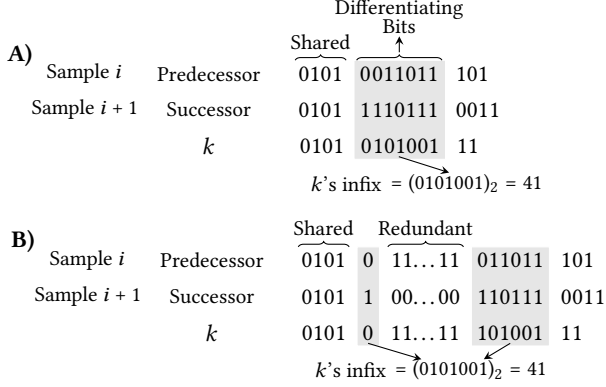 Differentiating
Bits
Shared
A)
Sample i Predecessor 0101 0011011 101
Sample i + 1 Successor 0101 1110111 0011
k 0101 0101001 11
k's infix = (0101001)₂ = 41
Shared Redundant
B)
Sample i Predecessor 0101 0 11...11 011011 101
Sample i + 1 Successor 0101 1 00...00 110111 0011
k 0101 0 11...11 101001 11
k's infix = (0101001)₂ = 41